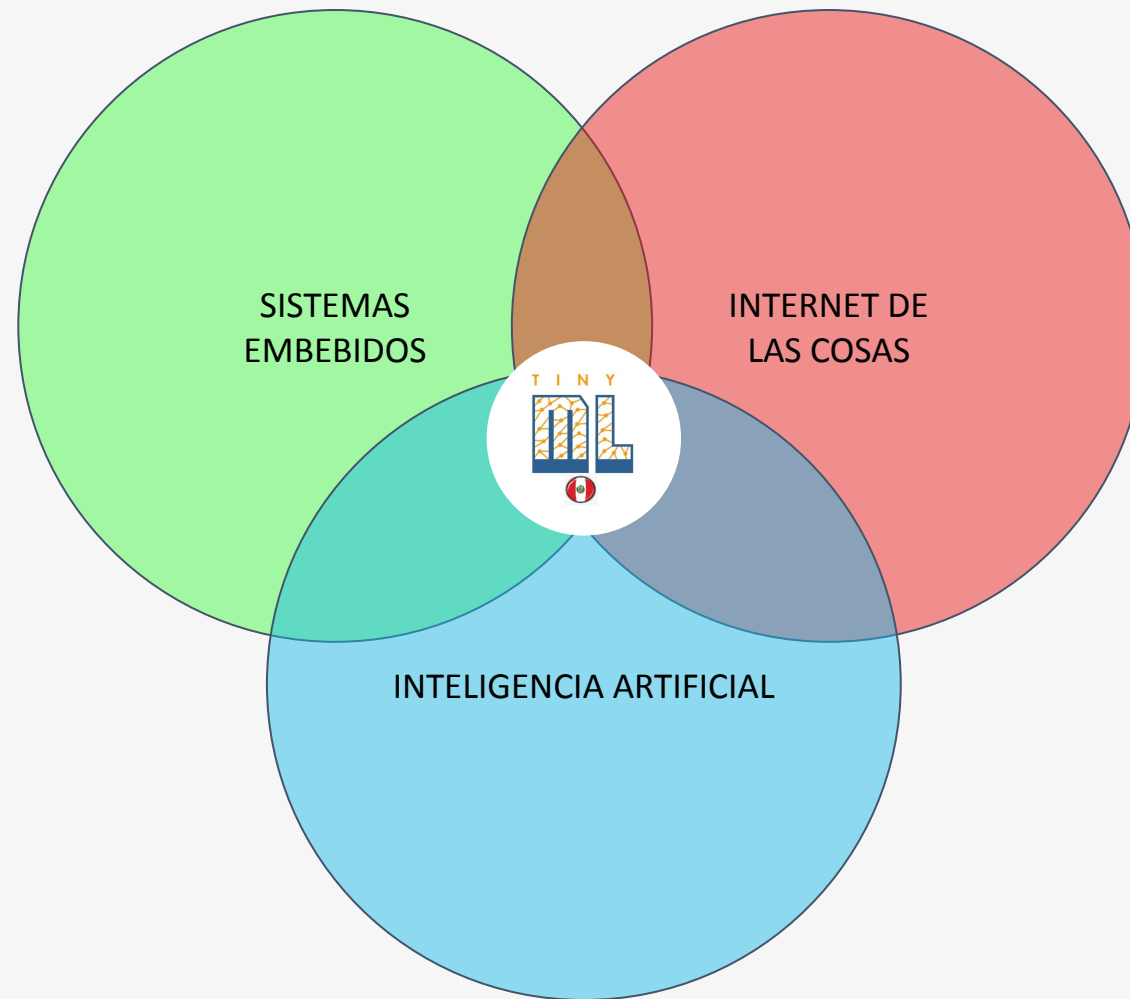 SISTEMAS
EMBEBIDOS
INTERNET DE
LAS COSAS
TINY
ML
INTELIGENCIA ARTIFICIAL